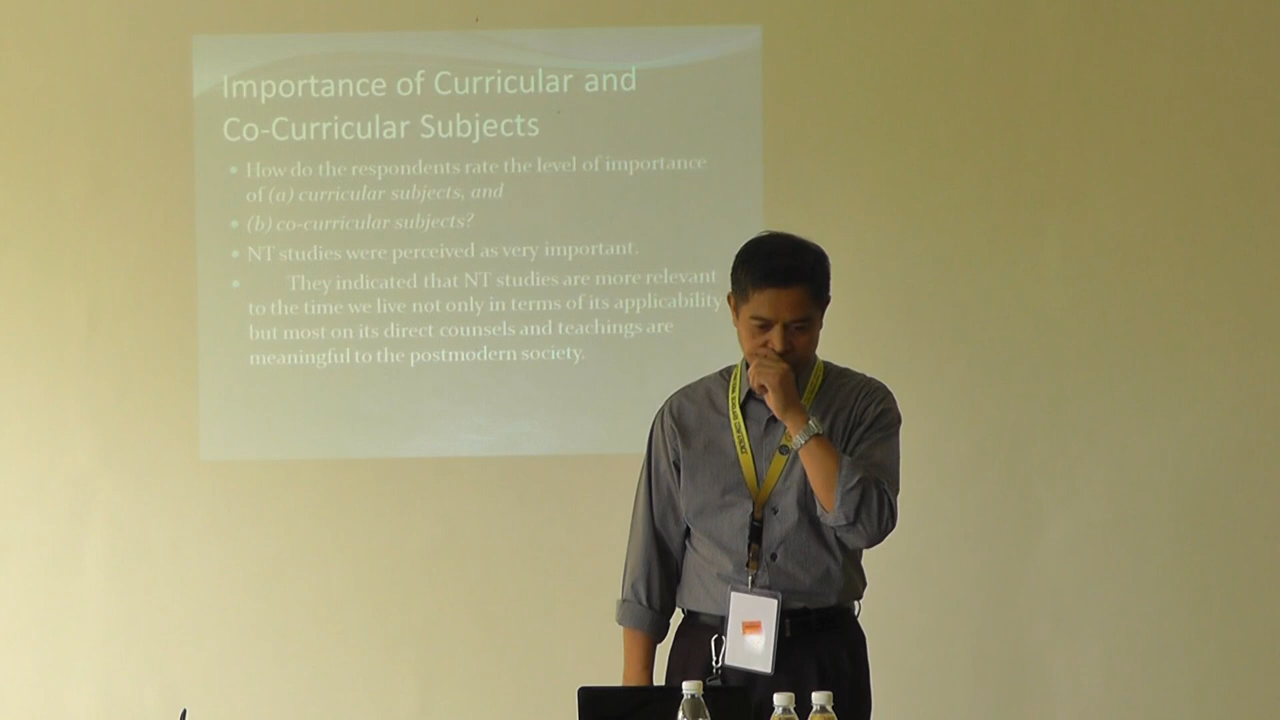 Importance of Curricular and
Co-Curricular Subjects
• How do the respondents rate the level of importance
of (a) curricular subjects, and
• (b) co-curricular subjects?
• NT studies were perceived as very important.
• They indicated that NT studies are more relevant
to the time we live not only in terms of its applicability
but most on its direct counsels and teachings are
meaningful to the postmodern society.